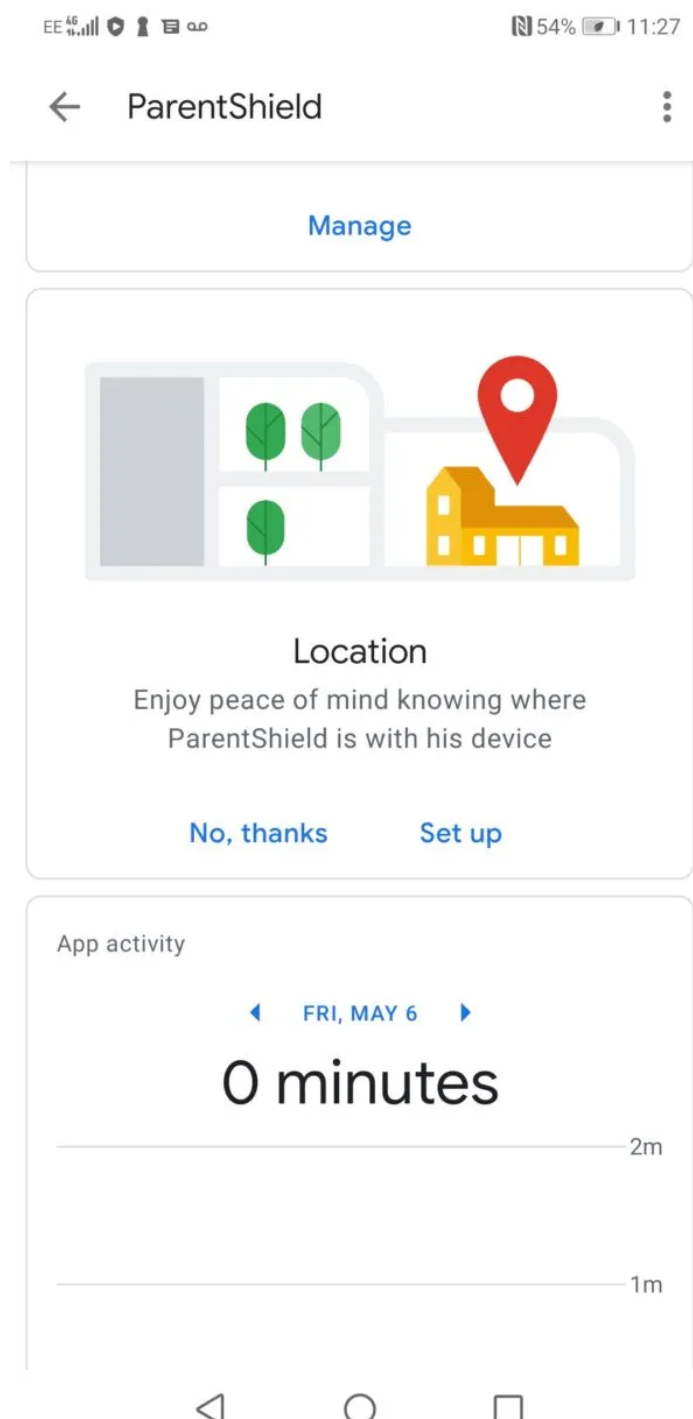 EE 4G 54% 11:27
ParentShield
Manage
Location
Enjoy peace of mind knowing where
ParentShield is with his device
No, thanks Set up
App activity
FRI, MAY 6
0 minutes
2m
1m